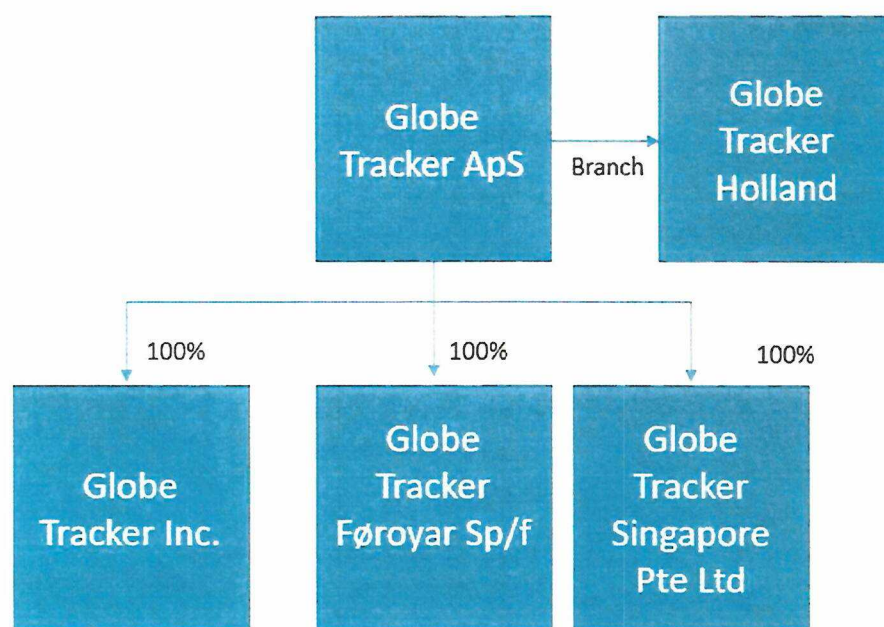 Globe
Tracker ApS
Branch
Globe
Tracker
Holland
100%
100%
100%
Globe
Tracker Inc.
Globe
Tracker
Føroyar Sp/f
Globe
Tracker
Singapore
Pte Ltd